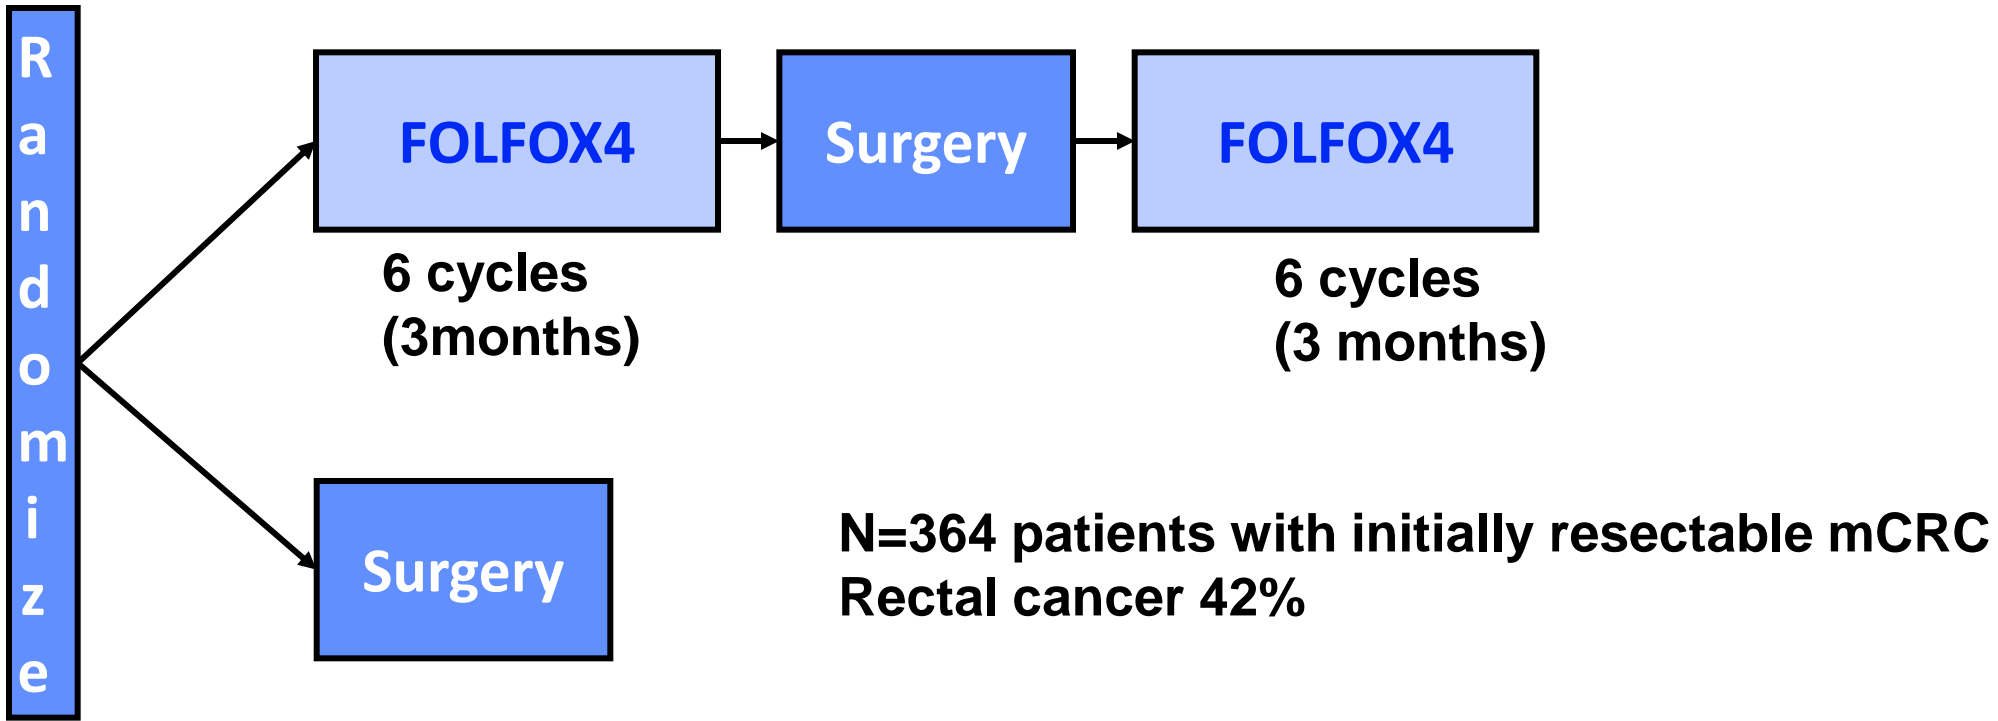 Randomize
FOLFOX4
Surgery
FOLFOX4
6 cycles
(3months)
6 cycles
(3 months)
Surgery
N=364 patients with initially resectable mCRC
Rectal cancer 42%